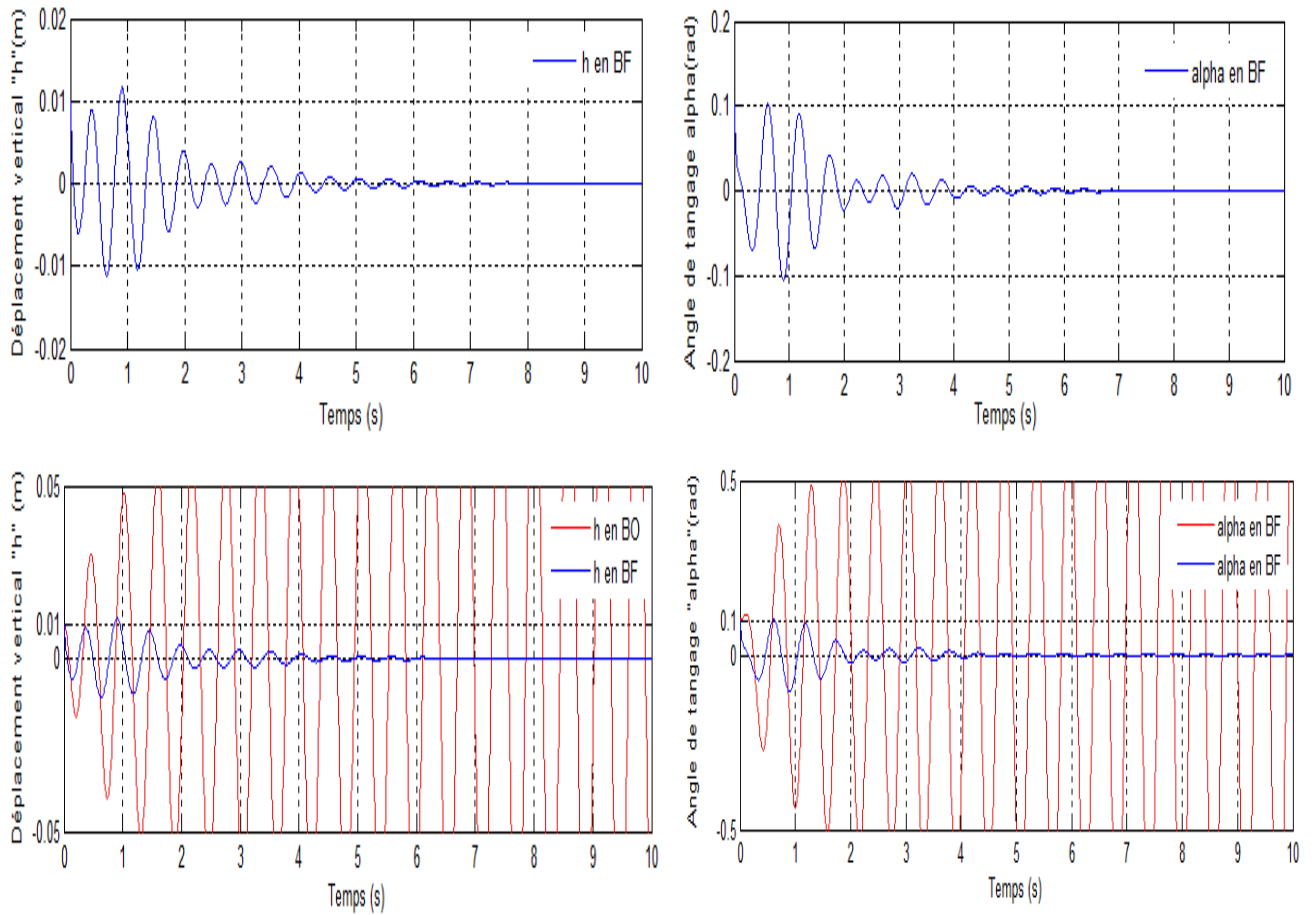 Déplacement vertical "h"(m)
0.02
0.01
0
-0.01
-0.02
h en BF
0 1 2 3 4 5 6 7 8 9 10
Temps (s)
Angle de tangage alpha(rad)
0.2
0.1
0
-0.1
-0.2
alpha en BF
0 1 2 3 4 5 6 7 8 9 10
Temps (s)
Déplacement vertical "h" (m)
0.05
0.01
0
-0.05
h en BO
h en BF
0 1 2 3 4 5 6 7 8 9 10
Temps (s)
Angle de tangage "alpha"(rad)
0.5
0.1
0
-0.5
alpha en BF
alpha en BF
0 1 2 3 4 5 6 7 8 9 10
Temps (s)